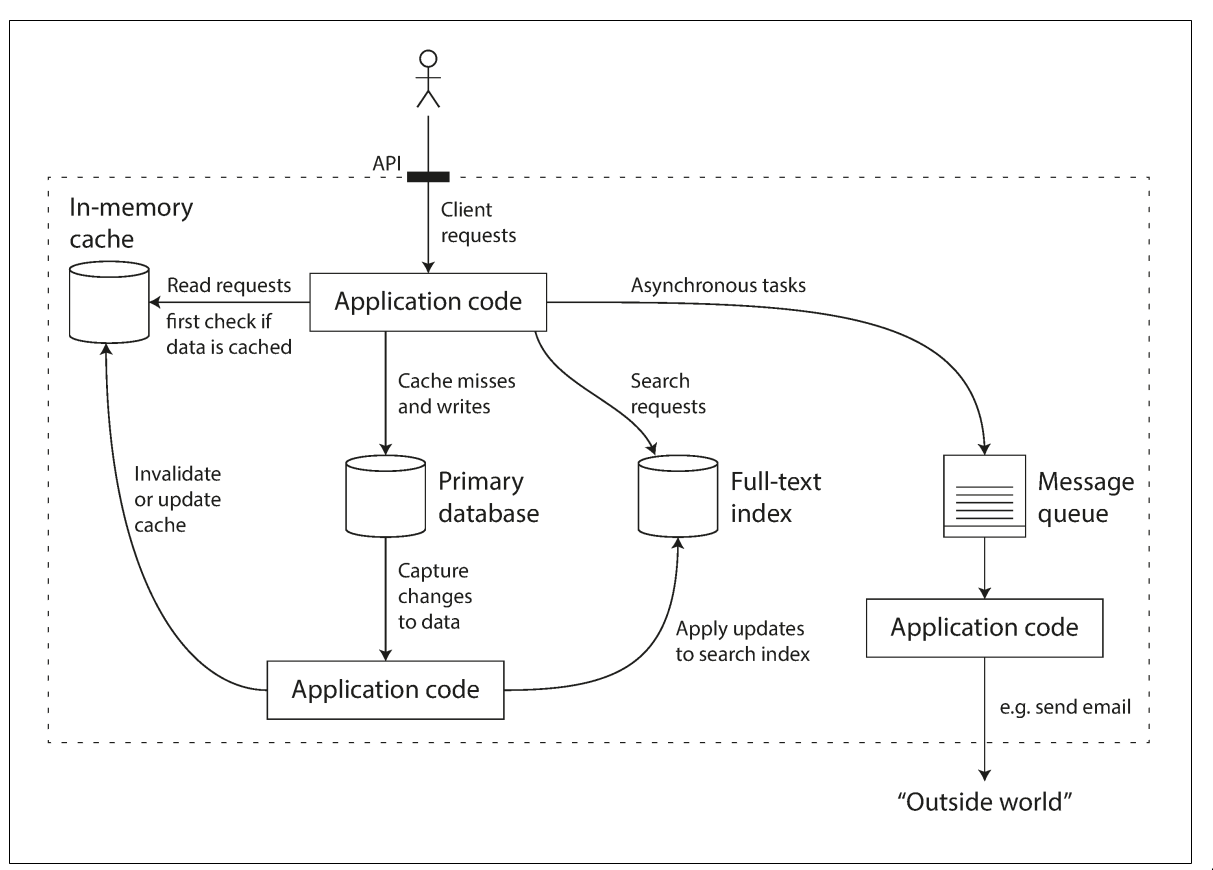 API
Client
requests
In-memory
cache
Read requests
first check if
data is cached
Application code
Asynchronous tasks
Cache misses
and writes
Search
requests
Invalidate
or update
cache
Primary
database
Full-text
index
Message
queue
Capture
changes
to data
Apply updates
to search index
Application code
Application code
e.g. send email
“Outside world”